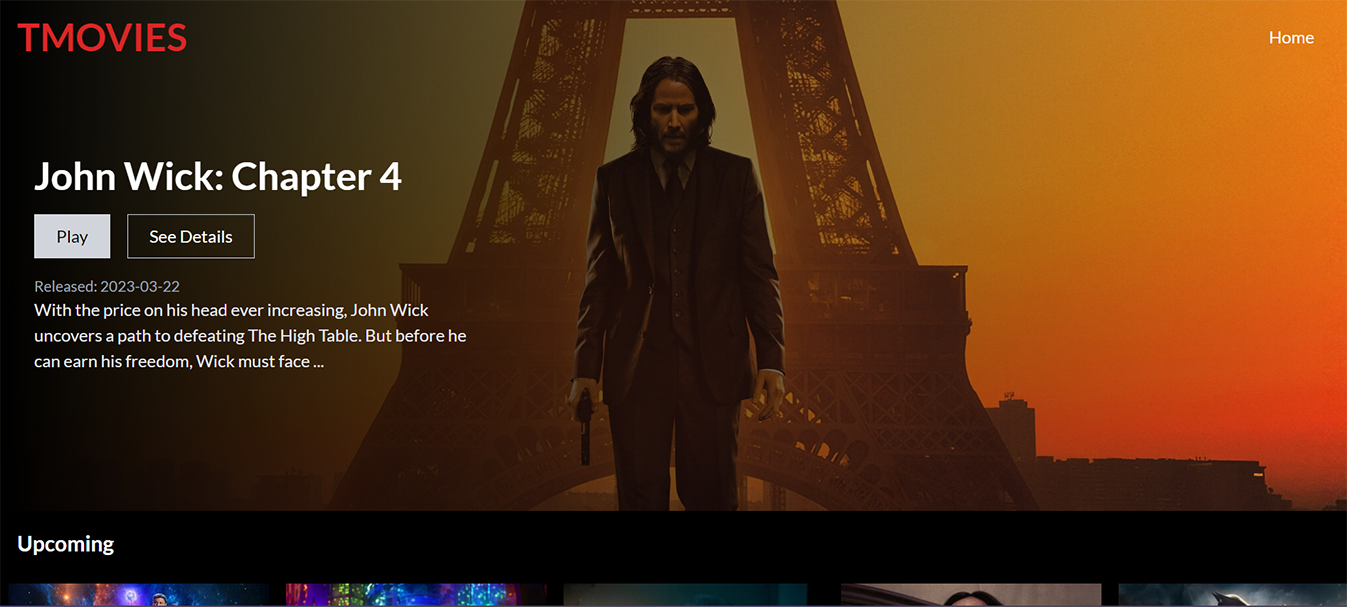 TMOVIES
Home
John Wick: Chapter 4
Play
See Details
Released: 2023-03-22
With the price on his head ever increasing, John Wick
uncovers a path to defeating The High Table. But before he
can earn his freedom, Wick must face ...
Upcoming